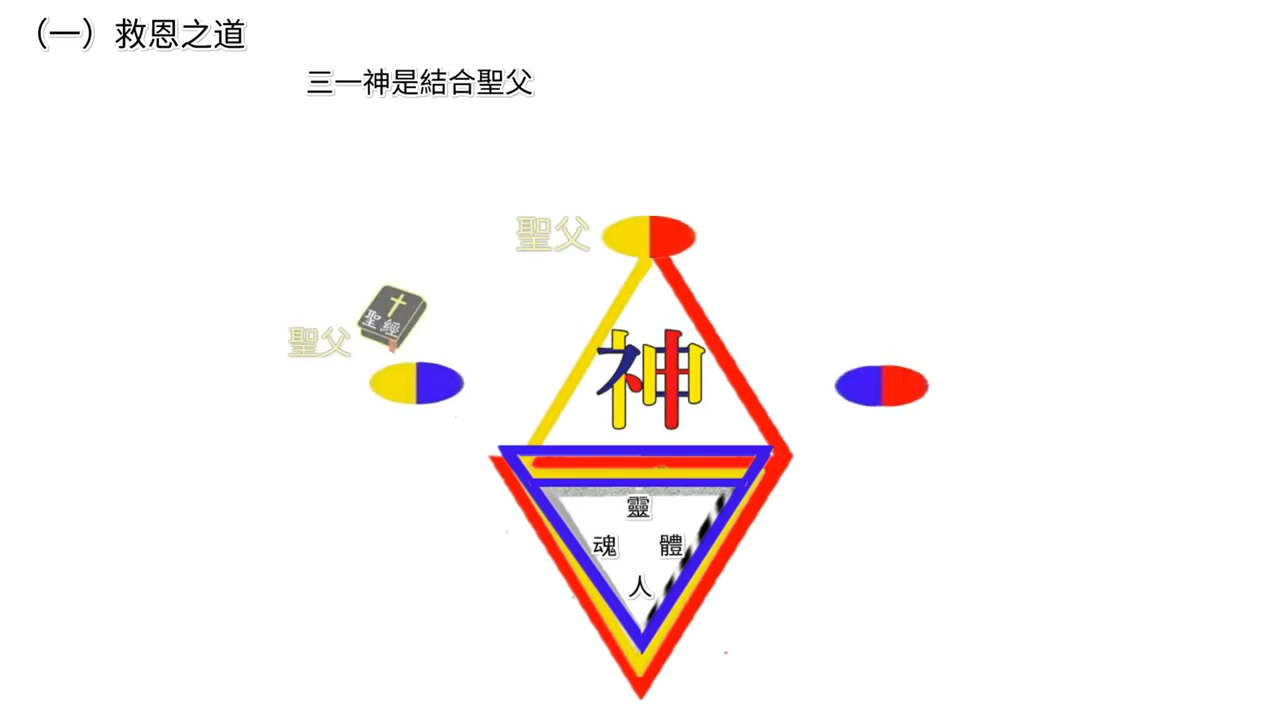 （一）救恩之道
三一神是結合聖父
聖父
聖經
聖父
神
靈
魂 體
人